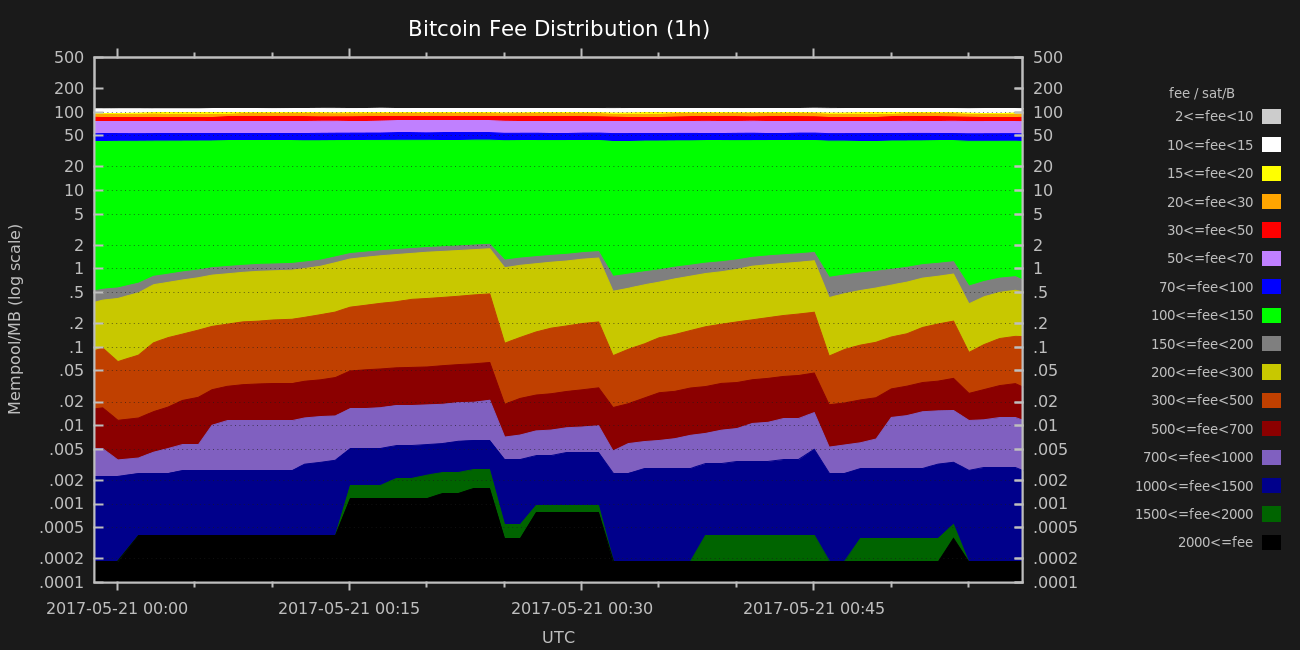 Bitcoin Fee Distribution (1h)
500
200
100
50
20
10
5
2
1
.5
.2
.1
.05
.02
.01
.005
.002
.001
.0005
.0002
.0001
Mempool/MB (log scale)
500
200
100
50
20
10
5
2
1
.5
.2
.1
.05
.02
.01
.005
.002
.001
.0005
.0002
.0001
2017-05-21 00:00
2017-05-21 00:15
2017-05-21 00:30
2017-05-21 00:45
UTC
fee / sat/B
2<=fee<10
10<=fee<15
15<=fee<20
20<=fee<30
30<=fee<50
50<=fee<70
70<=fee<100
100<=fee<150
150<=fee<200
200<=fee<300
300<=fee<500
500<=fee<700
700<=fee<1000
1000<=fee<1500
1500<=fee<2000
2000<=fee